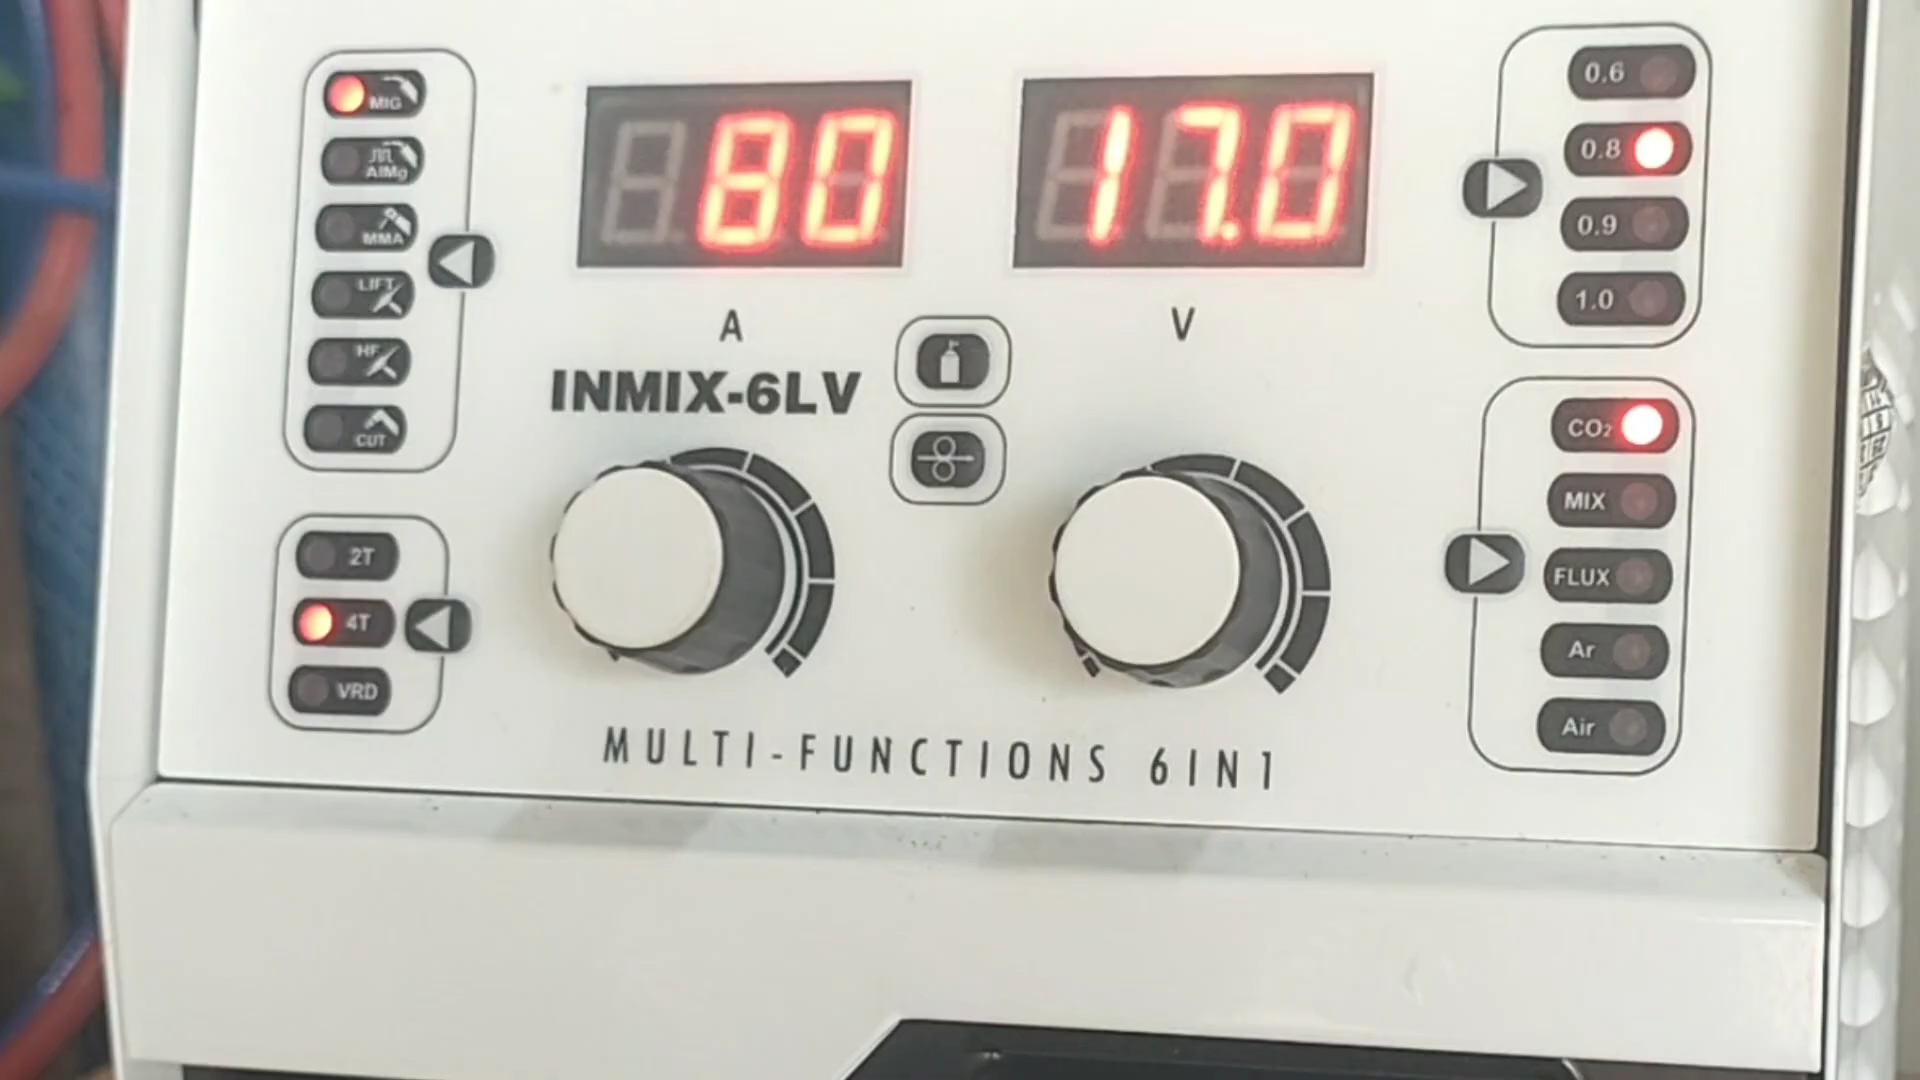 MIG
AlMg
MMA
LIFT
HF
CUT
2T
4T
VRD
80
A
17.0
V
INMIX-6LV
MULTI-FUNCTIONS 6IN1
0.6
0.8
0.9
1.0
CO₂
MIX
FLUX
Ar
Air